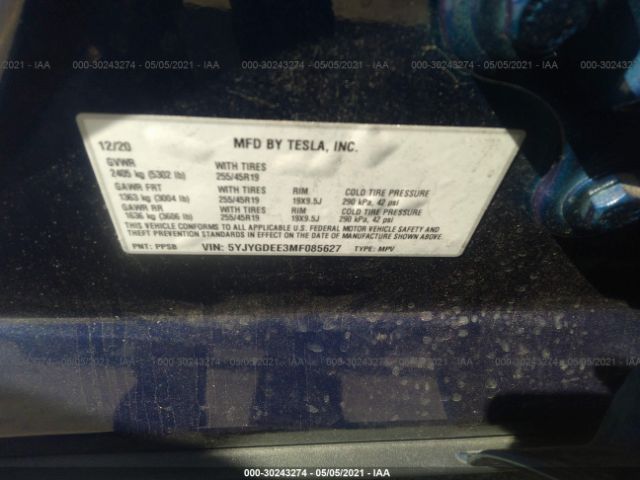 000-30243274 - 05/05/2021 - IAA
12/20 MFD BY TESLA, INC.
GVWR WITH TIRES
2405 kg (5302 lb) 255/45R19
GAWR FRT WITH TIRES RIM COLD TIRE PRESSURE
1363 kg (3004 lb) 255/45R19 19X9.5J 290 kPa, 42 psi
GAWR RR WITH TIRES RIM COLD TIRE PRESSURE
1636 kg (3606 lb) 255/45R19 19X9.5J 290 kPa, 42 psi
THIS VEHICLE CONFORMS TO ALL APPLICABLE U.S. FEDERAL MOTOR VEHICLE SAFETY AND
THEFT PREVENTION STANDARDS IN EFFECT ON THE DATE OF MANUFACTURE SHOWN ABOVE.
PNT: PPSB VIN: 5YJYGDEE3MF085627 TYPE: MPV
000-30243274 - 05/05/2021 - IAA